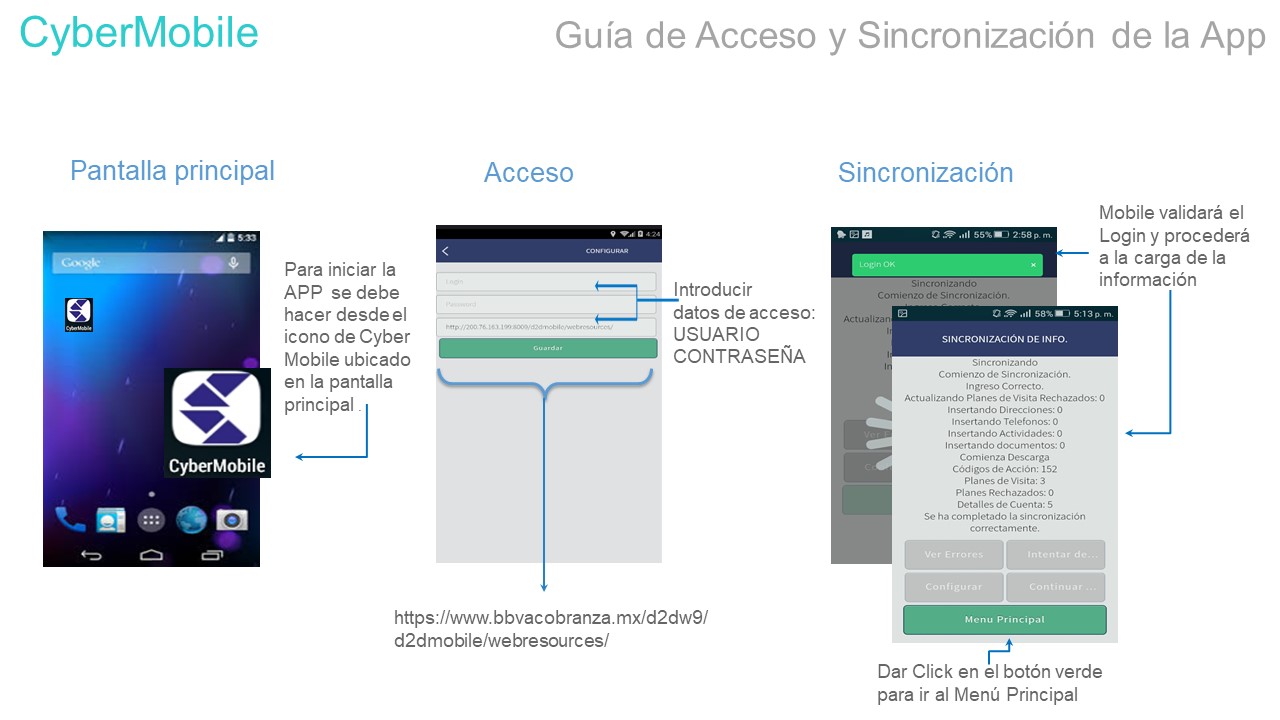 CyberMobile
Guía de Acceso y Sincronización de la App
Pantalla principal
Acceso
Sincronización
5:33
Google
CyberMobile
CyberMobile
Para iniciar la
APP se debe
hacer desde el
icono de Cyber
Mobile ubicado
en la pantalla
principal .
4:24
CONFIGURAR
Login
Password
http://200.76.163.199:8009/d2dmobile/webresources/
Guardar
Introducir
datos de acceso:
USUARIO
CONTRASEÑA
https://www.bbvacobranza.mx/d2dw9/
d2dmobile/webresources/
55% 2:58 p. m.
Login OK ×
Sincronizando
Comienzo de Sincronización.
Mobile validará el
Login y procederá
a la carga de la
información
58% 5:13 p. m.
SINCRONIZACIÓN DE INFO.
Sincronizando
Comienzo de Sincronización.
Ingreso Correcto.
Actualizando Planes de Visita Rechazados: 0
Insertando Direcciones: 0
Insertando Telefonos: 0
Insertando Actividades: 0
Insertando documentos: 0
Comienza Descarga
Códigos de Acción: 152
Planes de Visita: 3
Planes Rechazados: 0
Detalles de Cuenta: 5
Se ha completado la sincronización
correctamente.
Ver Errores
Intentar de...
Configurar
Continuar ...
Menu Principal
Dar Click en el botón verde
para ir al Menú Principal